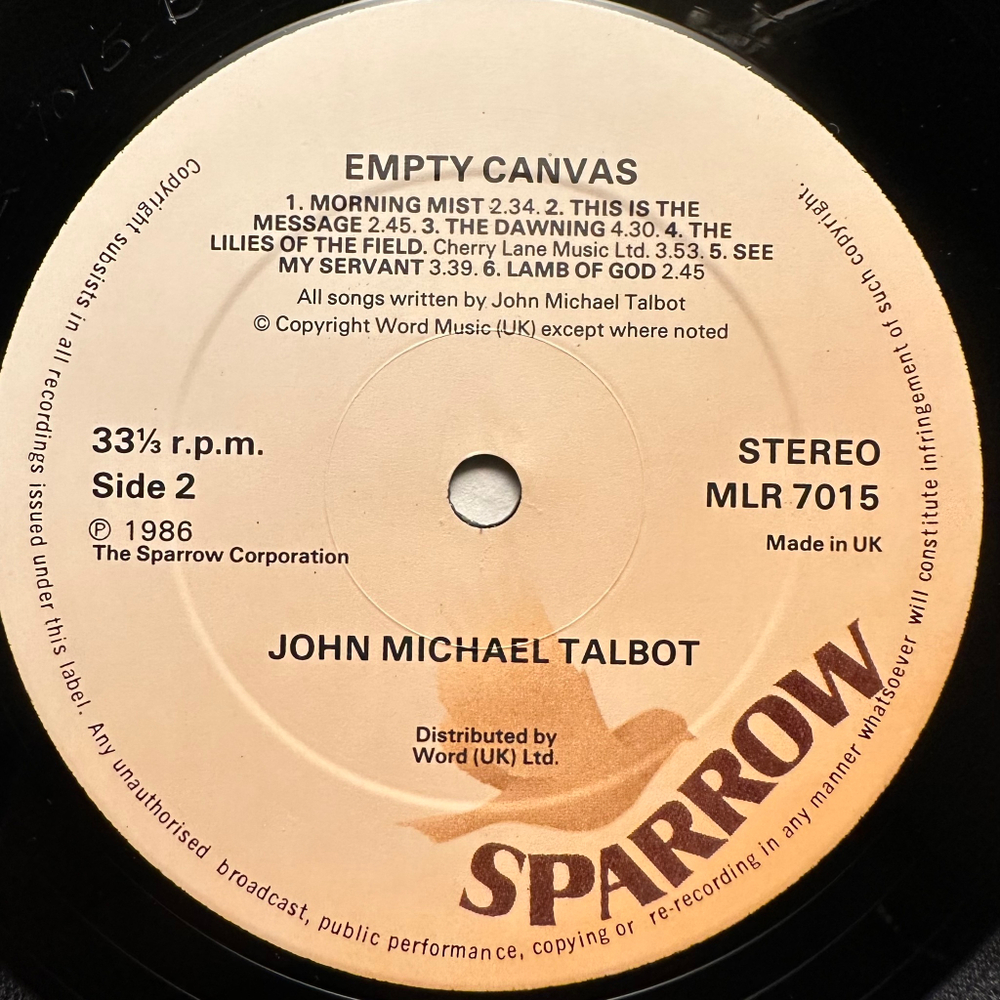 EMPTY CANVAS
1. MORNING MIST 2.34. 2. THIS IS THE
MESSAGE 2.45. 3. THE DAWNING 4.30. 4. THE
LILIES OF THE FIELD. Cherry Lane Music Ltd. 3.53. 5. SEE
MY SERVANT 3.39. 6. LAMB OF GOD 2.45
All songs written by John Michael Talbot
© Copyright Word Music (UK) except where noted
33⅓ r.p.m.
Side 2
℗ 1986
The Sparrow Corporation
STEREO
MLR 7015
Made in UK
JOHN MICHAEL TALBOT
Distributed by
Word (UK) Ltd.
SPARROW
Copyright subsists in all recordings issued under this label. Any unauthorised broadcast, public performance, copying or re-recording in any manner whatsoever will constitute infringement of such copyright.